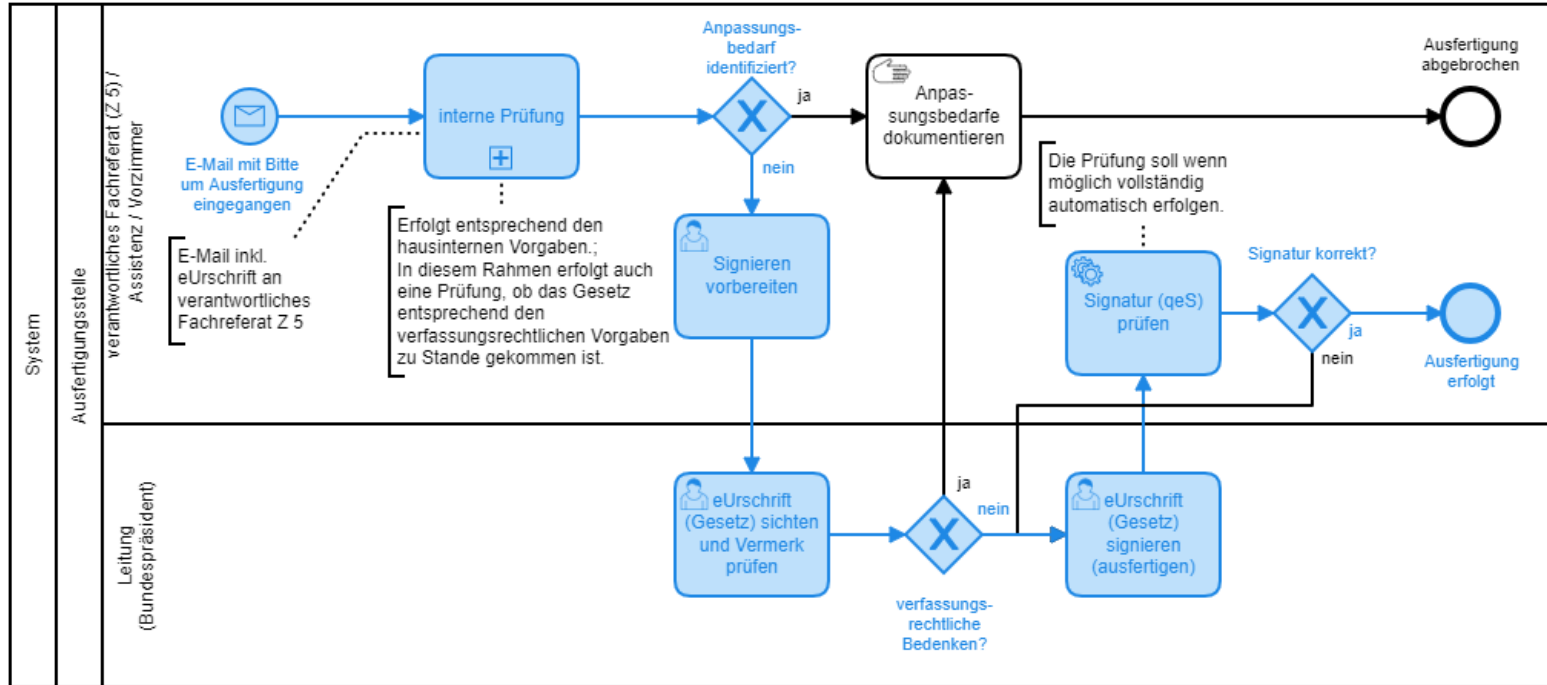 System
Ausfertigungsstelle
verantwortliches Fachreferat (Z 5) /
Assistenz / Vorzimmer
E-Mail mit Bitte
um Ausfertigung
eingegangen
E-Mail inkl.
eUrschrift an
verantwortliches
Fachreferat Z 5
interne Prüfung
Erfolgt entsprechend den
hausinternen Vorgaben.;
In diesem Rahmen erfolgt auch
eine Prüfung, ob das Gesetz
entsprechend den
verfassungsrechtlichen Vorgaben
zu Stande gekommen ist.
Anpassungs-
bedarf
identifiziert?
ja
nein
Anpas-
sungsbedarfe
dokumentieren
Ausfertigung
abgebrochen
Signieren
vorbereiten
Die Prüfung soll wenn
möglich vollständig
automatisch erfolgen.
Signatur (qeS)
prüfen
Signatur korrekt?
ja
nein
Ausfertigung
erfolgt
Leitung
(Bundespräsident)
eUrschrift
(Gesetz) sichten
und Vermerk
prüfen
ja
nein
verfassungs-
rechtliche
Bedenken?
eUrschrift
(Gesetz)
signieren
(ausfertigen)